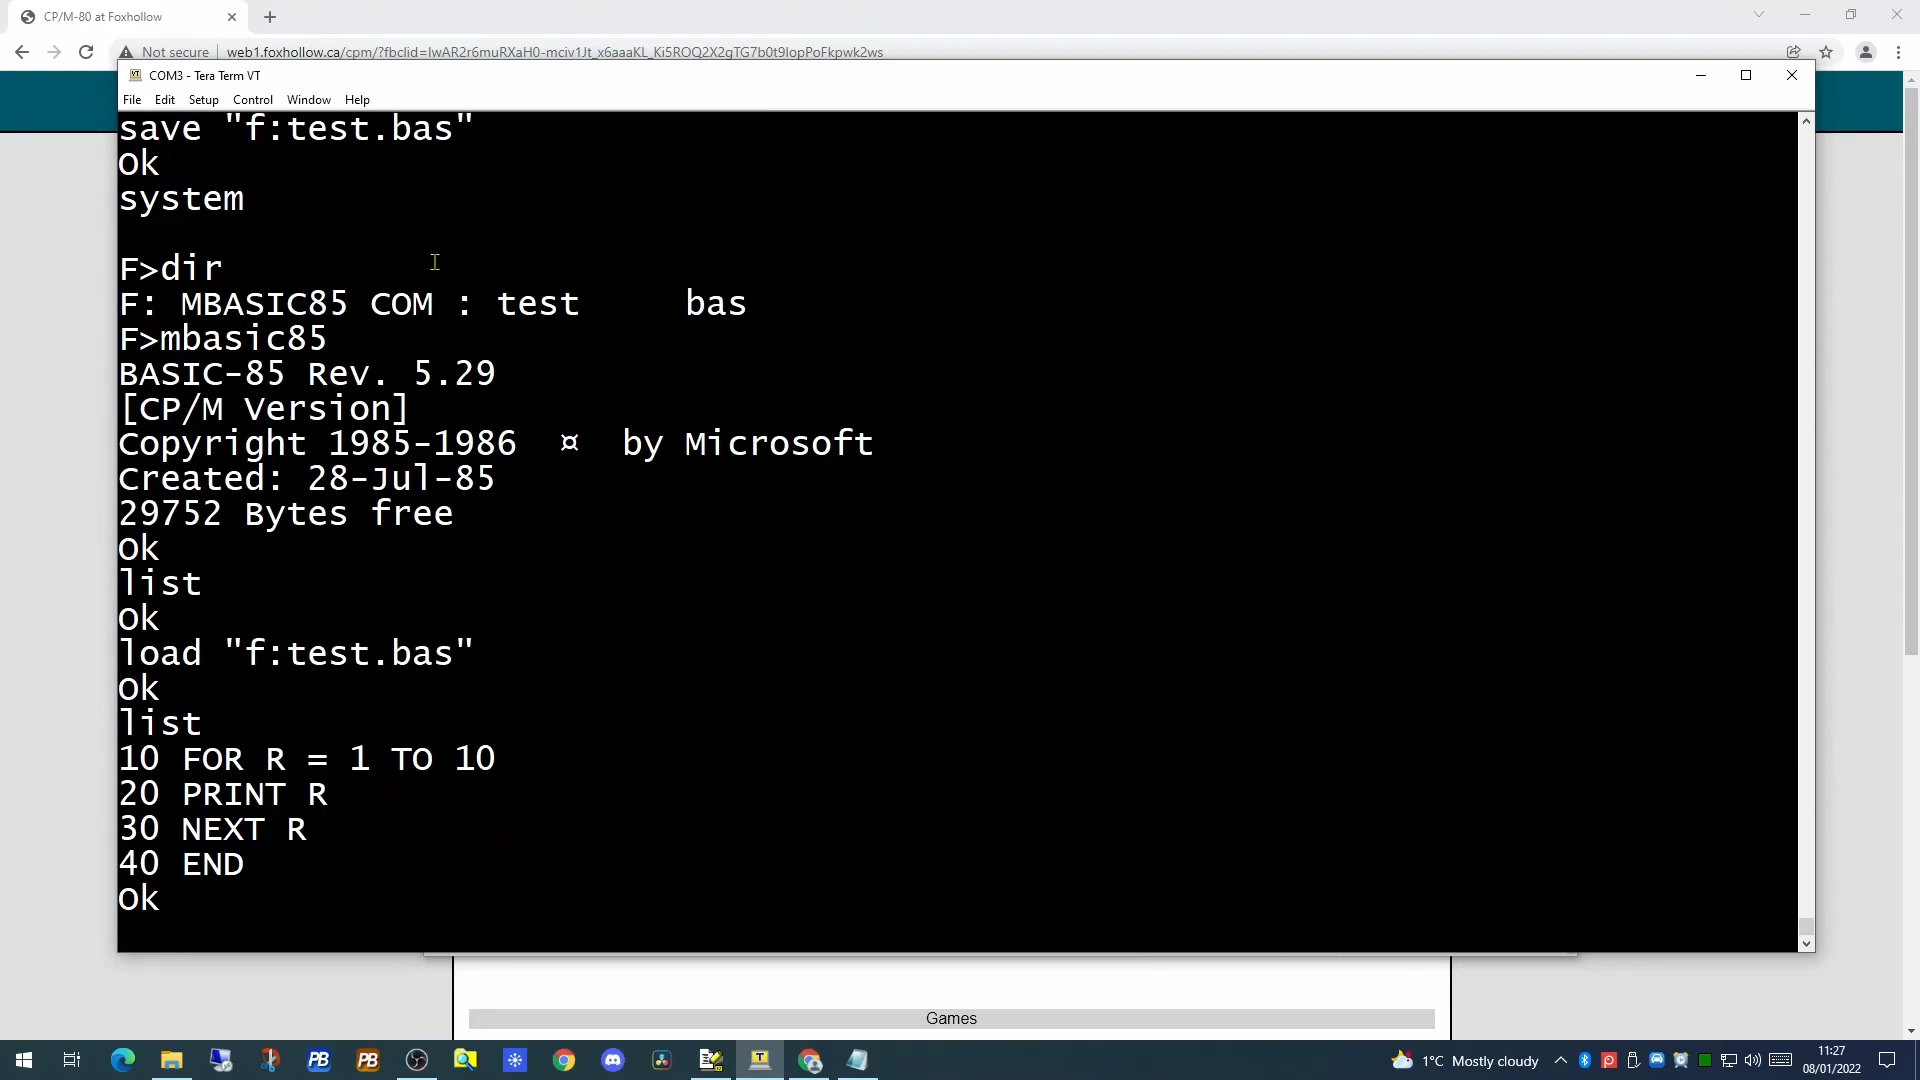 CP/M-80 at Foxhollow
Not secure
web1.foxhollow.ca/cpm/?fbclid=IwAR2r6muRXaH0-mciv1Jt_x6aaaKL_Ki5ROQ2X2gTG7b0t9IopPoFkpwk2ws
COM3 - Tera Term VT
File Edit Setup Control Window Help
save "f:test.bas"
Ok
system
F>dir
F: MBASIC85 COM : test     bas
F>mbasic85
BASIC-85 Rev. 5.29
[CP/M Version]
Copyright 1985-1986  ¤  by Microsoft
Created: 28-Jul-85
29752 Bytes free
Ok
list
Ok
load "f:test.bas"
Ok
list
10 FOR R = 1 TO 10
20 PRINT R
30 NEXT R
40 END
Ok
Games
PB PB
1°C Mostly cloudy
11:27
08/01/2022